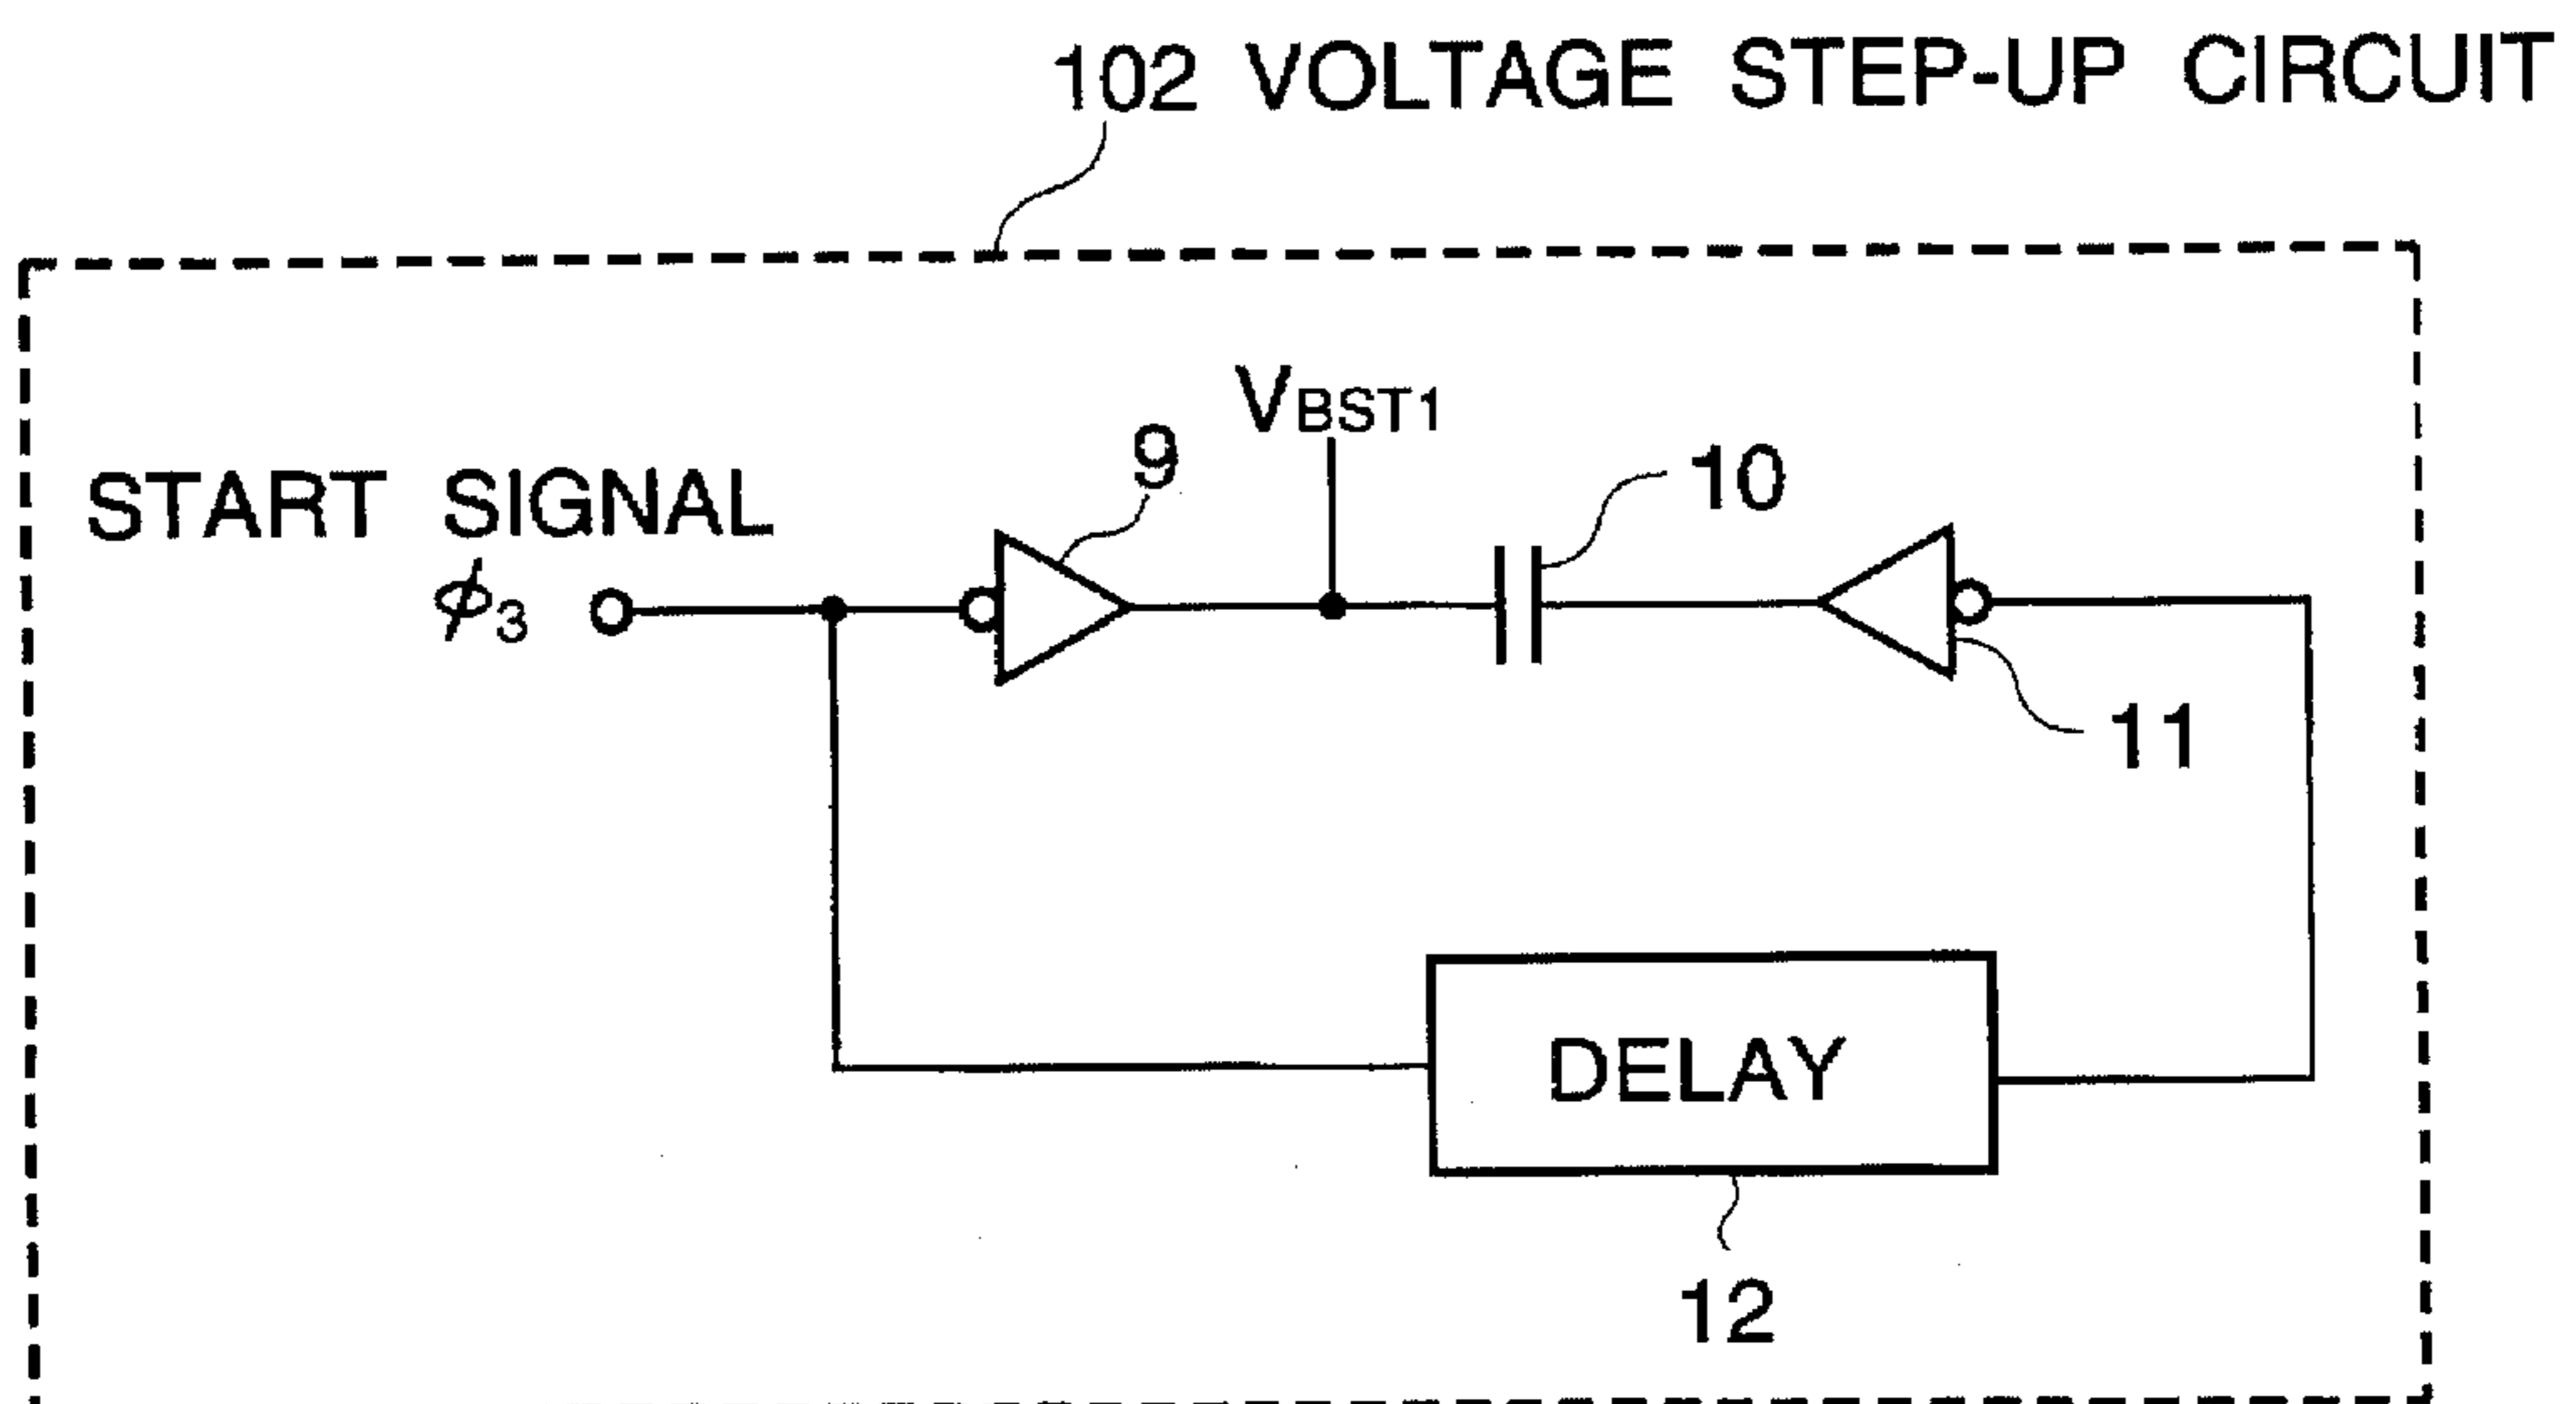 102 VOLTAGE STEP-UP CIRCUIT
VBST1
9
10
START SIGNAL
ϕ3
11
DELAY
12